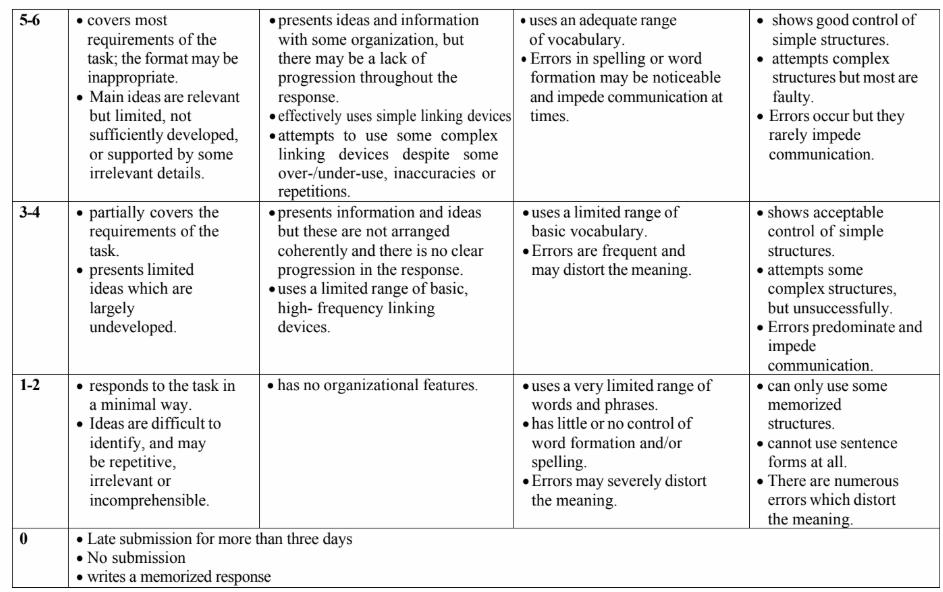 5-6
• covers most
requirements of the
task; the format may be
inappropriate.
• Main ideas are relevant
but limited, not
sufficiently developed,
or supported by some
irrelevant details.
• presents ideas and information
with some organization, but
there may be a lack of
progression throughout the
response.
• effectively uses simple linking devices
• attempts to use some complex
linking devices despite some
over-/under-use, inaccuracies or
repetitions.
• uses an adequate range
of vocabulary.
• Errors in spelling or word
formation may be noticeable
and impede communication at
times.
• shows good control of
simple structures.
• attempts complex
structures but most are
faulty.
• Errors occur but they
rarely impede
communication.
3-4
• partially covers the
requirements of the
task.
• presents limited
ideas which are
largely
undeveloped.
• presents information and ideas
but these are not arranged
coherently and there is no clear
progression in the response.
• uses a limited range of basic,
high- frequency linking
devices.
• uses a limited range of
basic vocabulary.
• Errors are frequent and
may distort the meaning.
• shows acceptable
control of simple
structures.
• attempts some
complex structures,
but unsuccessfully.
• Errors predominate and
impede
communication.
1-2
• responds to the task in
a minimal way.
• Ideas are difficult to
identify, and may
be repetitive,
irrelevant or
incomprehensible.
• has no organizational features.
• uses a very limited range of
words and phrases.
• has little or no control of
word formation and/or
spelling.
• Errors may severely distort
the meaning.
• can only use some
memorized
structures.
• cannot use sentence
forms at all.
• There are numerous
errors which distort
the meaning.
0
• Late submission for more than three days
• No submission
• writes a memorized response